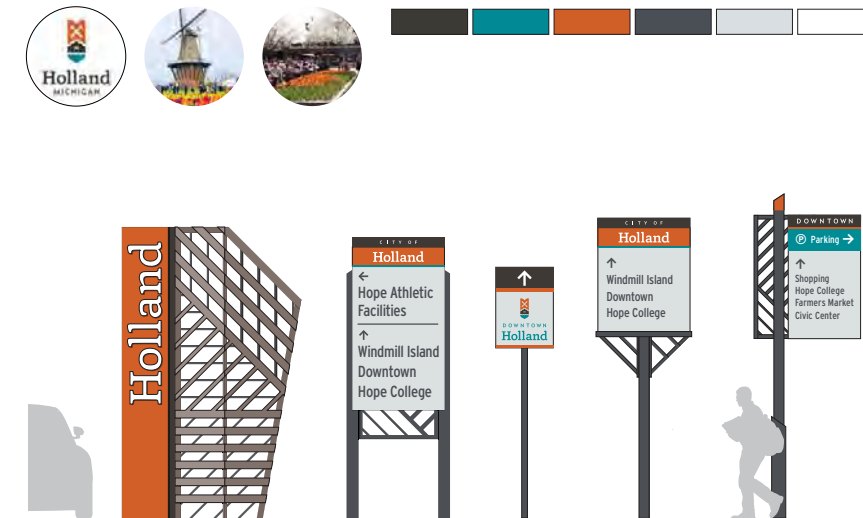 Holland
MICHIGAN
Holland
CITY OF
Holland
←
Hope Athletic
Facilities
↑
Windmill Island
Downtown
Hope College
↑
DOWNTOWN
Holland
CITY OF
Holland
↑
Windmill Island
Downtown
Hope College
DOWNTOWN
P Parking →
↑
Shopping
Hope College
Farmers Market
Civic Center